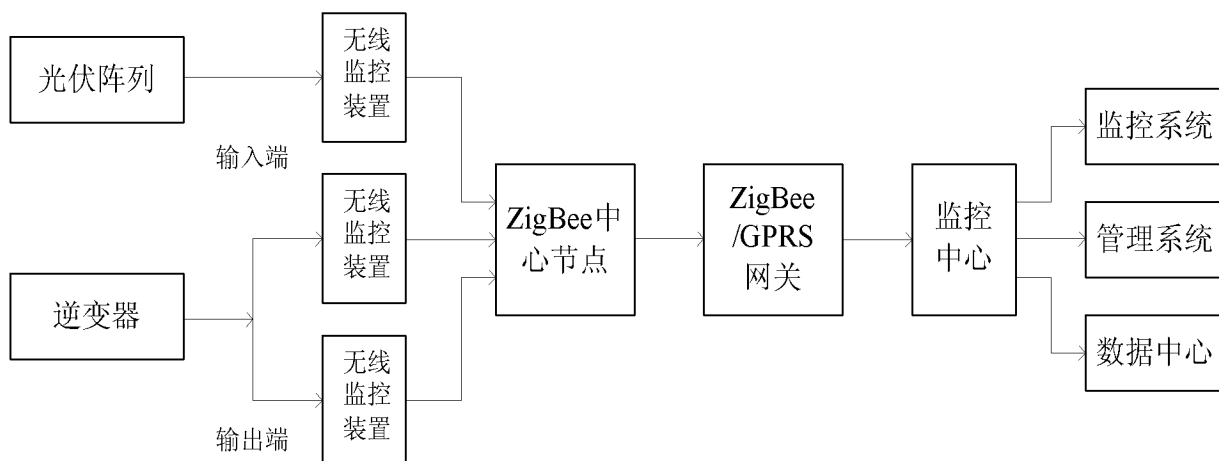 光伏阵列
无线
监控
装置
输入端
无线
监控
装置
逆变器
无线
监控
装置
输出端
ZigBee中
心节点
ZigBee
/GPRS
网关
监控
中心
监控系统
管理系统
数据中心